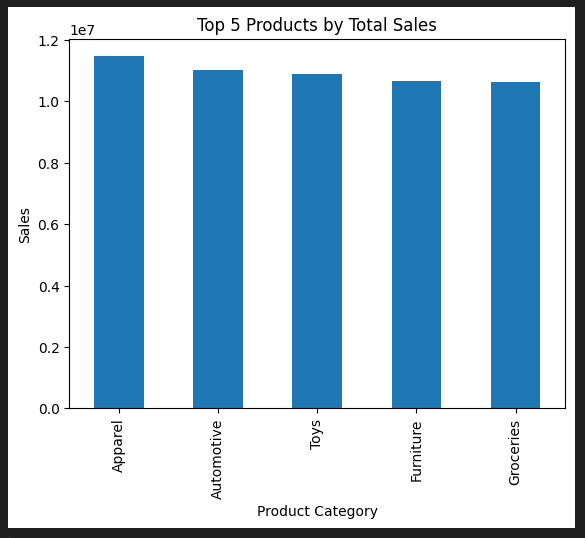 Top 5 Products by Total Sales
1e7
1.2
1.0
0.8
0.6
0.4
0.2
0.0
Sales
Apparel
Automotive
Toys
Furniture
Groceries
Product Category